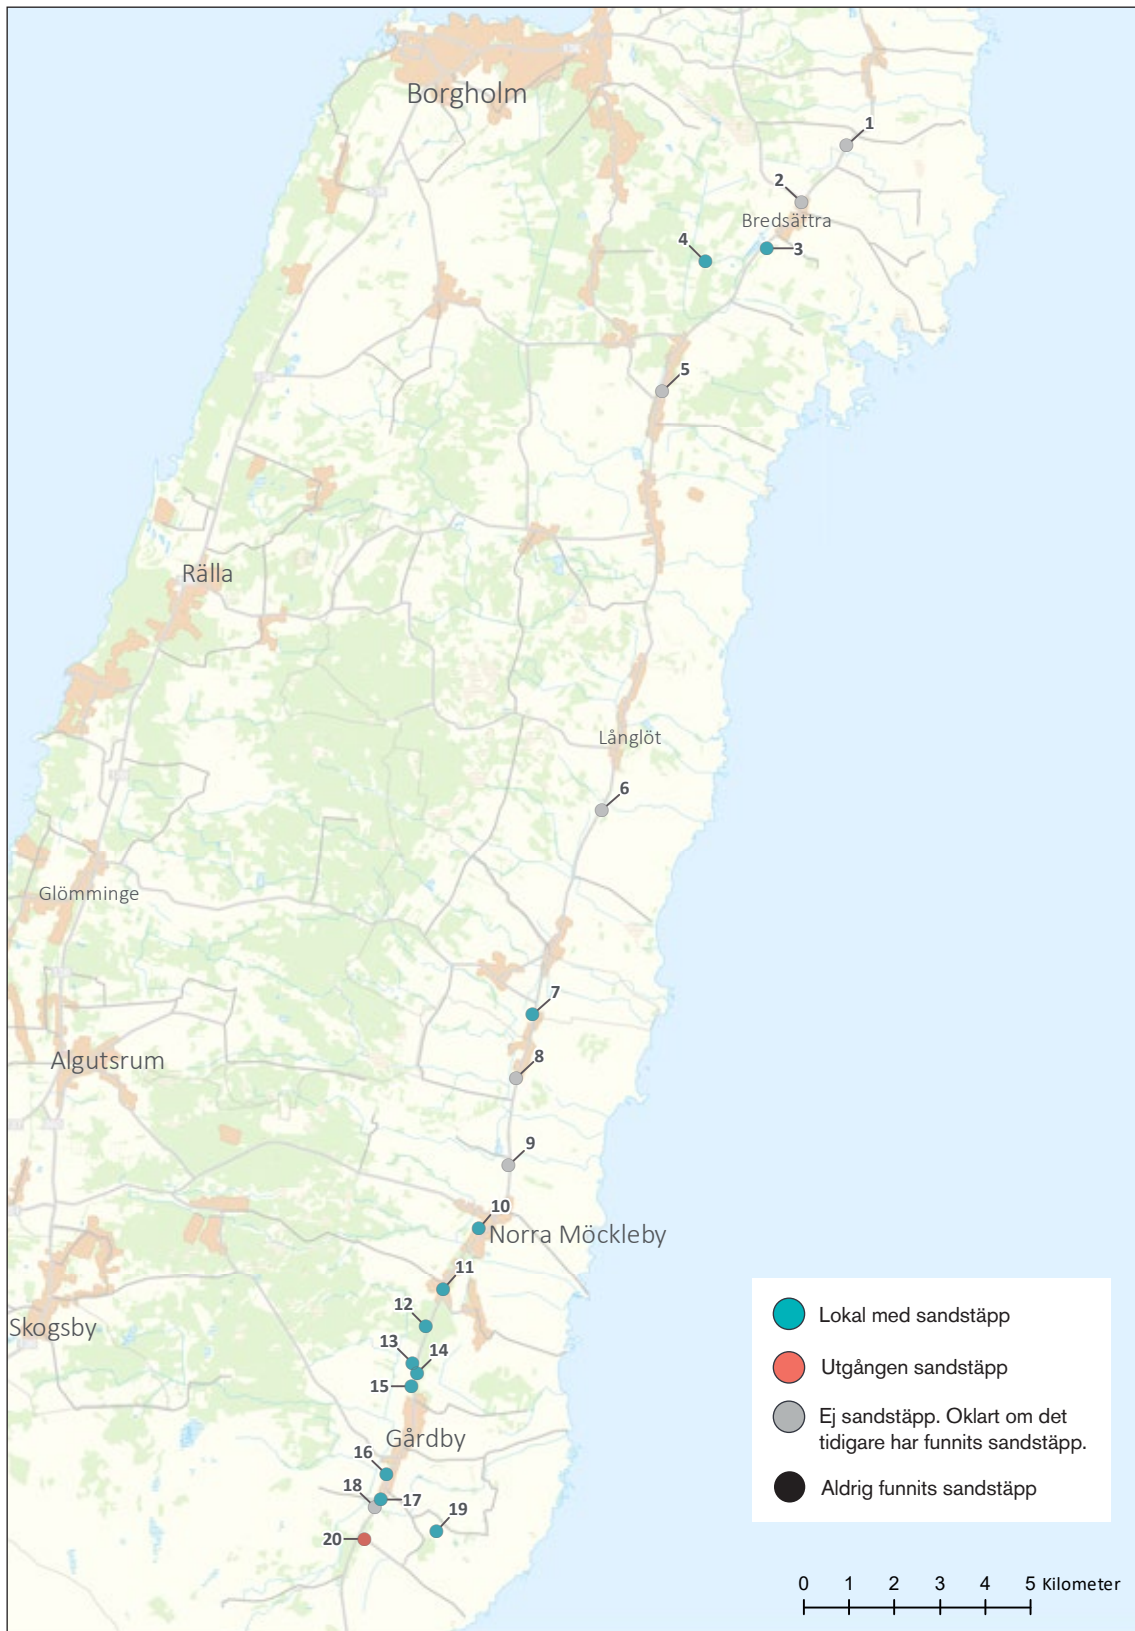 Borgholm
1
2
Bredsättra
4
3
5
Rälla
Långlöt
6
Glömminge
7
Algutsrum
8
9
10
Norra Möckleby
11
12
Skogsby
13
14
15
Gårdby
16
18
17
19
20
Lokal med sandstäpp
Utgången sandstäpp
Ej sandstäpp. Oklart om det
tidigare har funnits sandstäpp.
Aldrig funnits sandstäpp
0 1 2 3 4 5 Kilometer